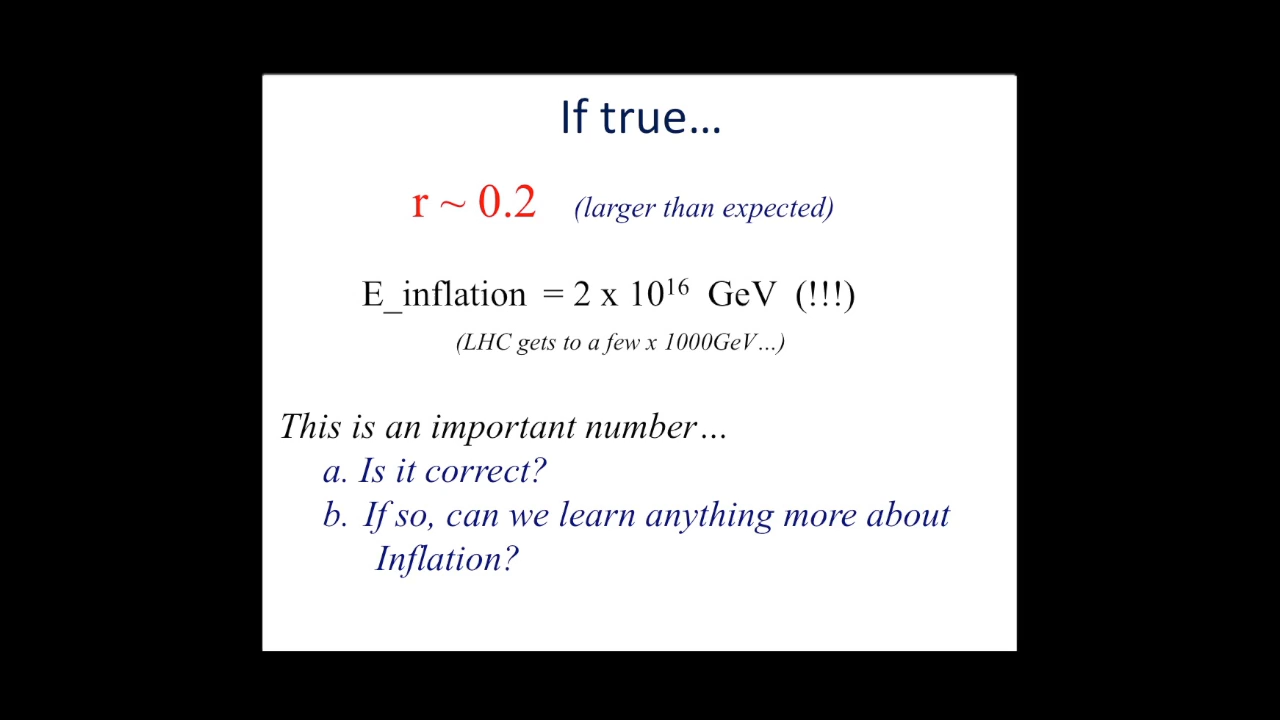 If true…
r ~ 0.2 (larger than expected)
E_inflation = 2 x 10¹⁶ GeV (!!!)
(LHC gets to a few x 1000GeV…)
This is an important number…
a. Is it correct?
b. If so, can we learn anything more about
Inflation?